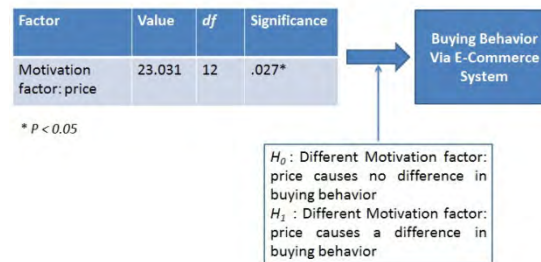 Factor Value df Significance
Motivation factor: price 23.031 12 .027*
* P < 0.05
Buying Behavior
Via E-Commerce
System
H0 : Different Motivation factor:
price causes no difference in
buying behavior
H1 : Different Motivation factor:
price causes a difference in
buying behavior